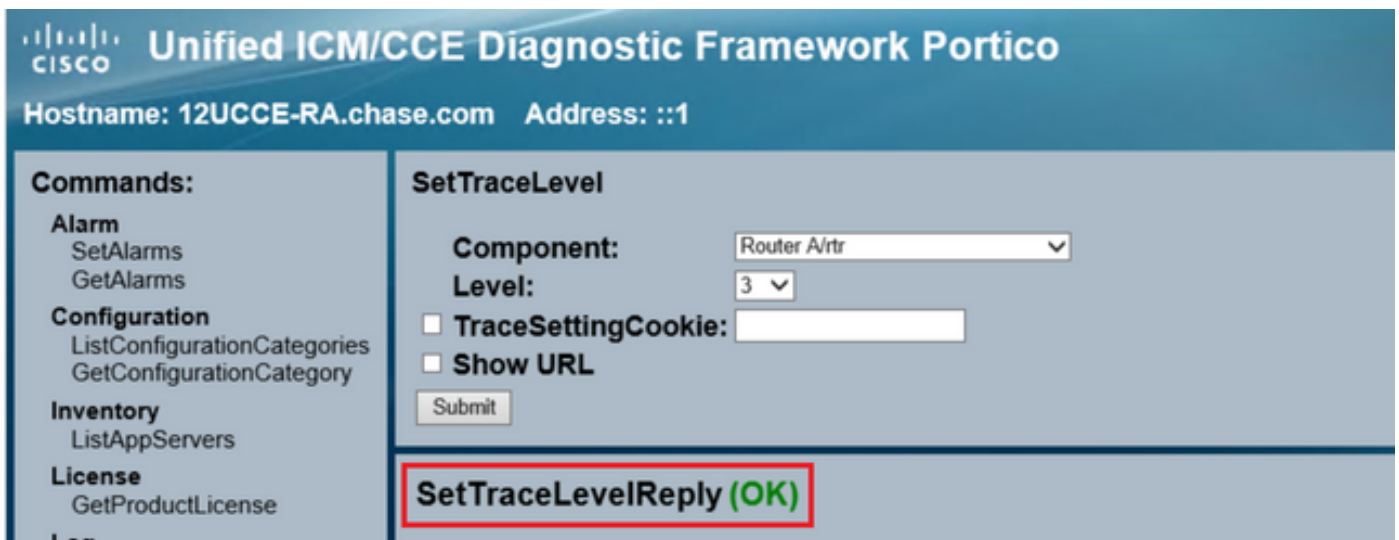 CISCO
Unified ICM/CCE Diagnostic Framework Portico
Hostname: 12UCCE-RA.chase.com Address: ::1
Commands:
Alarm
SetAlarms
GetAlarms
Configuration
ListConfigurationCategories
GetConfigurationCategory
Inventory
ListAppServers
License
GetProductLicense
SetTraceLevel
Component: Router A/rtr
Level: 3
TraceSettingCookie:
Show URL
Submit
SetTraceLevelReply (OK)